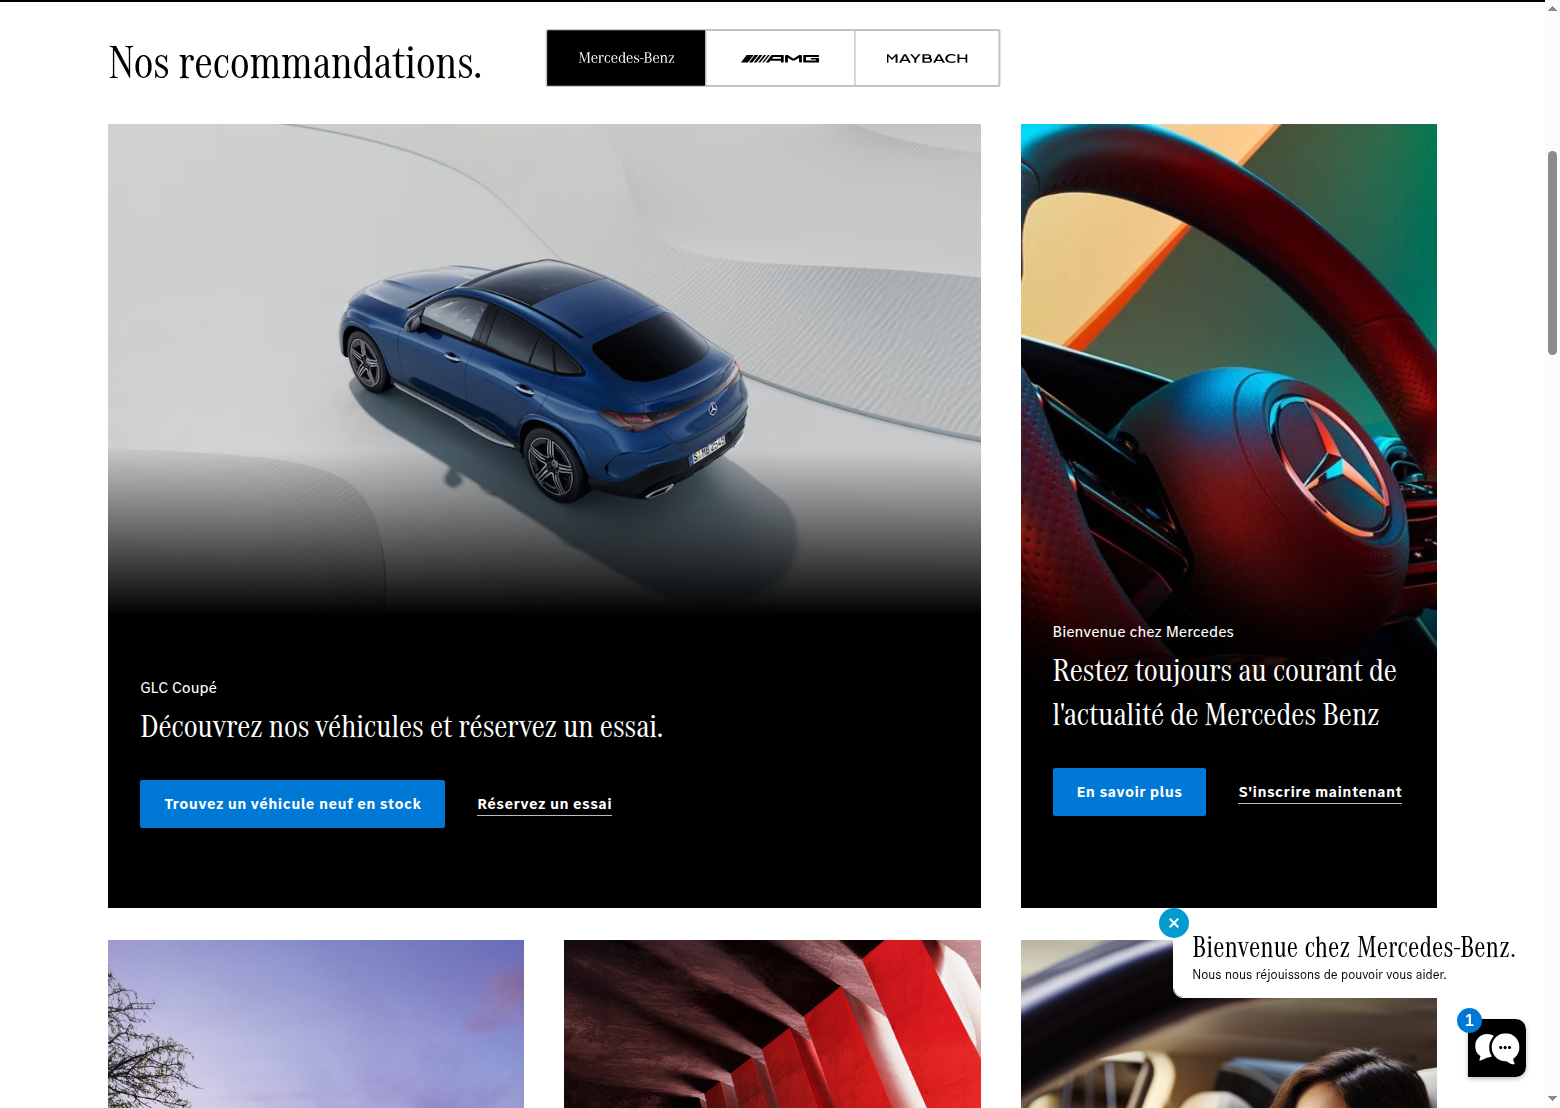 Nos recommandations.
Mercedes-Benz
AMG
MAYBACH
GLC Coupé
Découvrez nos véhicules et réservez un essai.
Trouvez un véhicule neuf en stock
Réservez un essai
Bienvenue chez Mercedes
Restez toujours au courant de
l'actualité de Mercedes Benz
En savoir plus
S'inscrire maintenant
Bienvenue chez Mercedes-Benz.
Nous nous réjouissons de pouvoir vous aider.
1